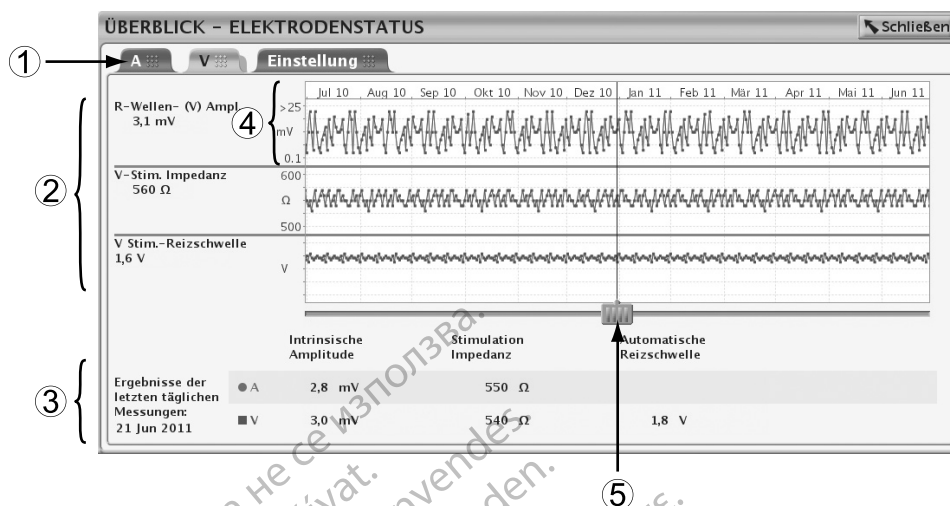 ÜBERBLICK – ELEKTRODENSTATUS
Schließen
1
A V Einstellung
Jul 10 Aug 10 Sep 10 Okt 10 Nov 10 Dez 10 Jan 11 Feb 11 Mär 11 Apr 11 Mai 11 Jun 11
R-Wellen- (V) Ampl.
3,1 mV
4
>25
mV
0.1
2
V-Stim. Impedanz
560 Ω
600
Ω
500
V Stim.-Reizschwelle
1,6 V
V
Intrinsische Amplitude
Stimulation Impedanz
Automatische Reizschwelle
3
Ergebnisse der
letzten täglichen
Messungen:
21 Jun 2011
A 2,8 mV 550 Ω
V 3,0 mV 540 Ω 1,8 V
5
не се използва.